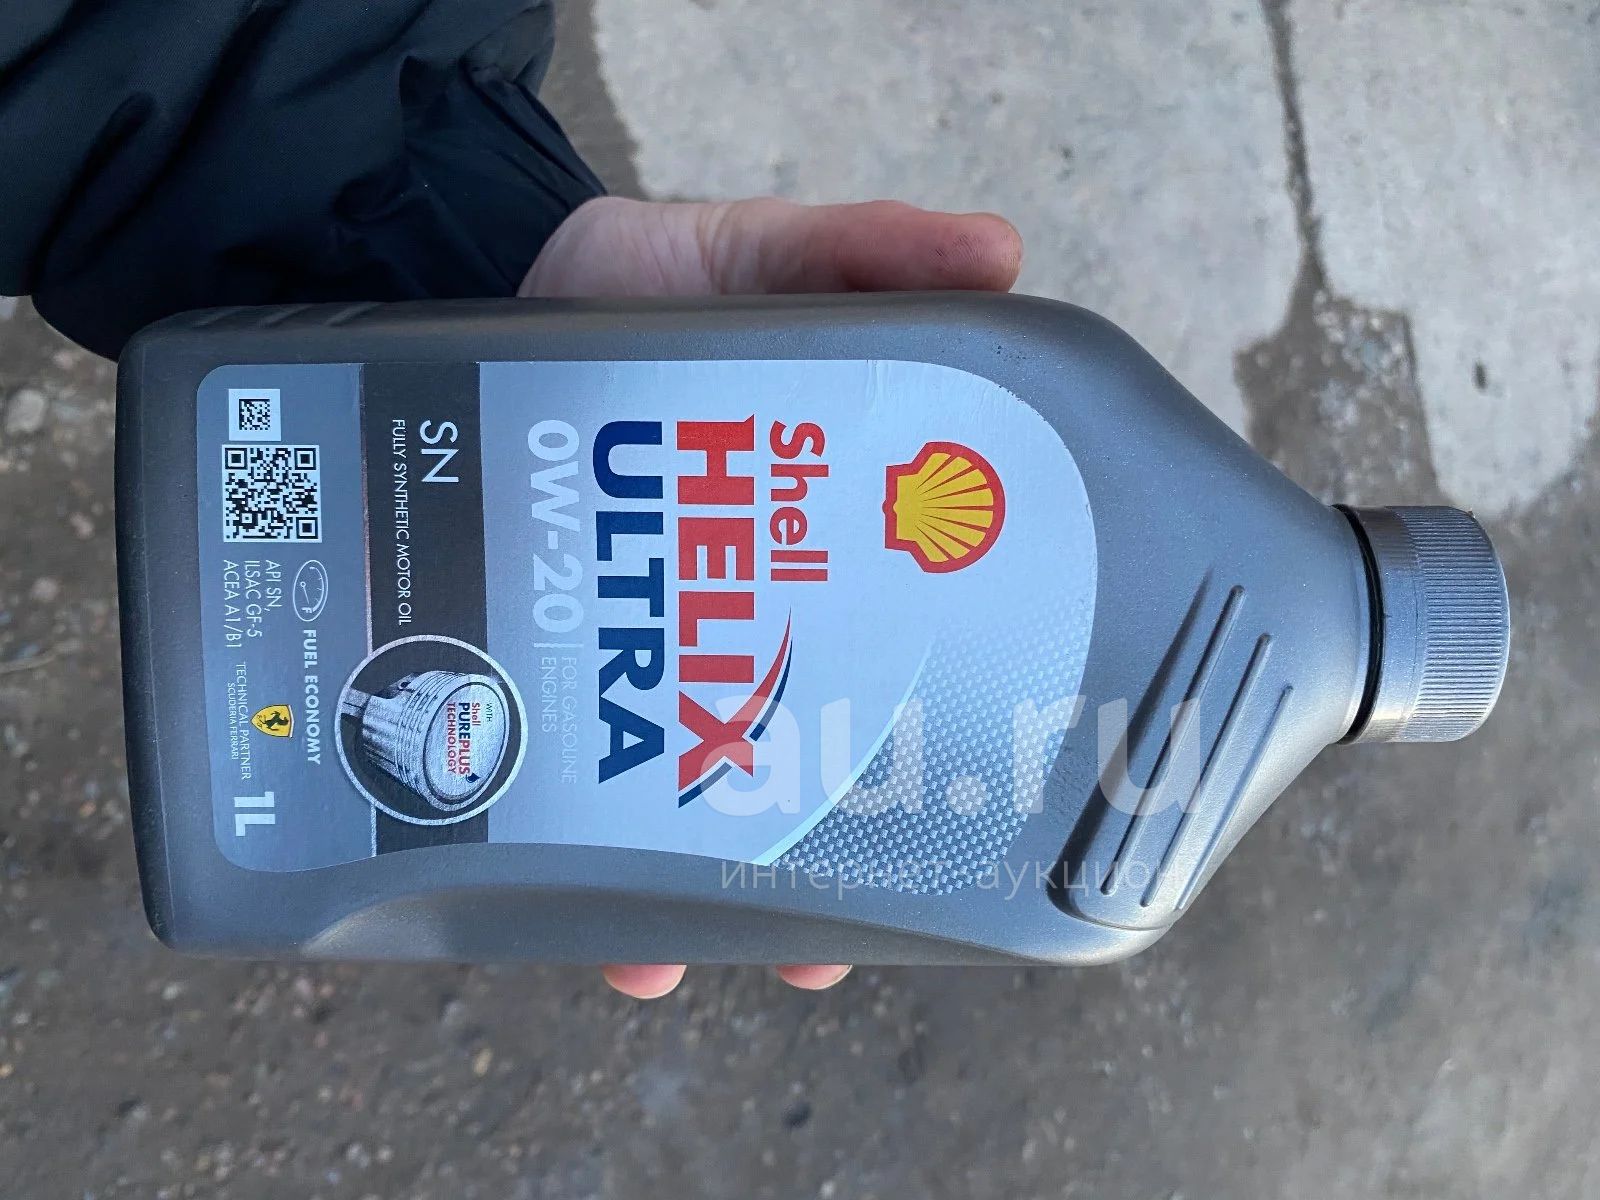 Shell
HELIX
ULTRA
0W-20
FOR GASOLINE
ENGINES
SN
FULLY SYNTHETIC MOTOR OIL
WITH
Shell
PUREPLUS
TECHNOLOGY
F
FUEL ECONOMY
API SN,
ILSAC GF-5
ACEA A1/B1
TECHNICAL PARTNER
SCUDERIA FERRARI
1L
au.ru
интернет аукцион